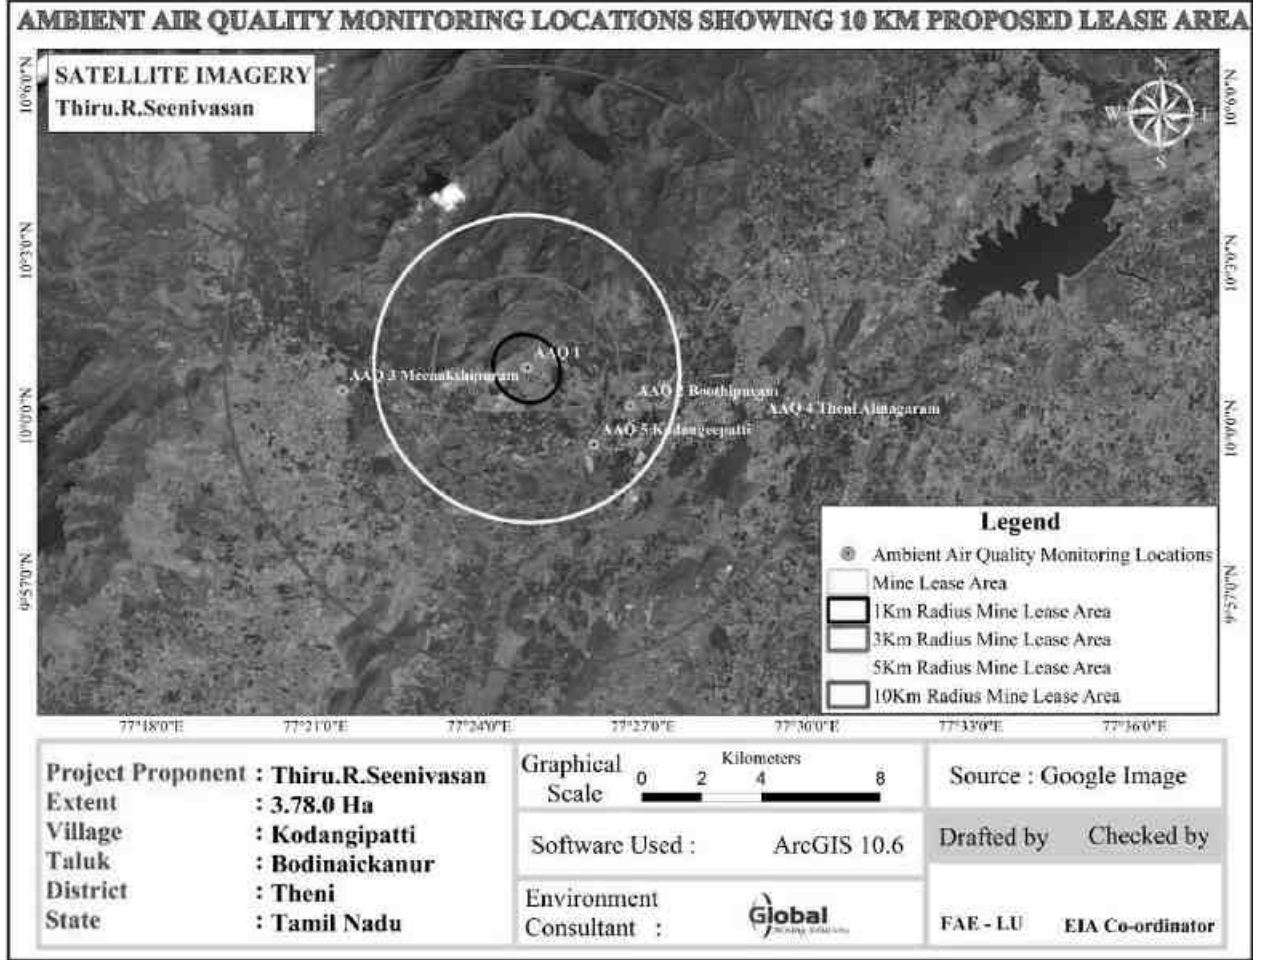 AMBIENT AIR QUALITY MONITORING LOCATIONS SHOWING 10 KM PROPOSED LEASE AREA
SATELLITE IMAGERY
Thiru.R.Seenivasan
N
W
E
S
10°6'0"N
10°6'0"N
10°3'0"N
10°3'0"N
10°0'0"N
10°0'0"N
9°57'0"N
9°57'0"N
AAQ 1
AAQ 3 Meenakshipuram
AAQ 2 Boothipuram
AAQ 4 Theni Alinagaram
AAQ 5 Kodangeepatti
Legend
Ambient Air Quality Monitoring Locations
Mine Lease Area
1Km Radius Mine Lease Area
3Km Radius Mine Lease Area
5Km Radius Mine Lease Area
10Km Radius Mine Lease Area
77°18'0"E 77°21'0"E 77°24'0"E 77°27'0"E 77°30'0"E 77°33'0"E 77°36'0"E
Project Proponent : Thiru.R.Seenivasan
Extent : 3.78.0 Ha
Village : Kodangipatti
Taluk : Bodinaickanur
District : Theni
State : Tamil Nadu
Graphical Scale
Kilometers
0 2 4 8
Software Used : ArcGIS 10.6
Environment
Consultant :
Global
Source : Google Image
Drafted by Checked by
FAE - LU EIA Co-ordinator